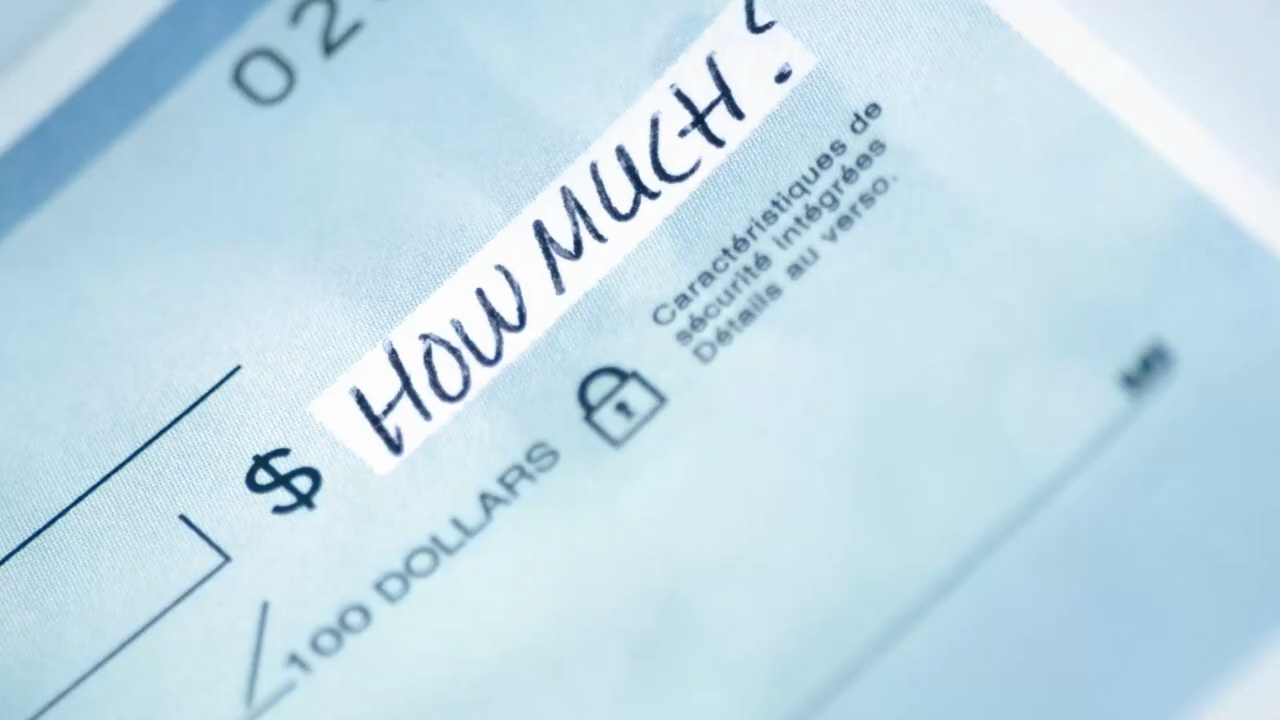 02
$ HOW MUCH ?
/100 DOLLARS
Caractéristiques de
sécurité intégrées
Détails au verso.